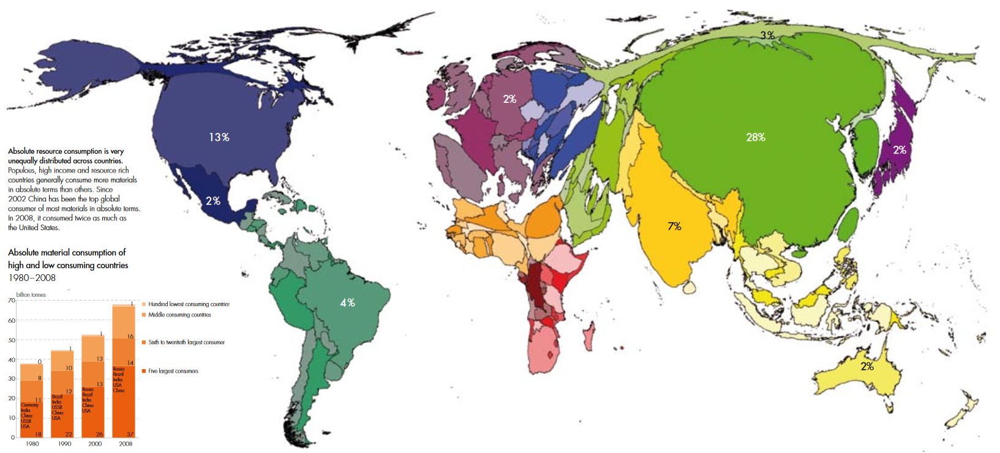 Absolute resource consumption is very
unequally distributed across countries.
Populous, high income and resource rich
countries generally consume more materials
in absolute terms than others. Since
2002 China has been the top global
consumer of most materials in absolute terms.
In 2008, it consumed twice as much as
the United States.
Absolute material consumption of
high and low consuming countries
1980–2008
billion tonnes
70
60
50
40
30
20
10
0
0
8
11
Germany
India
China
USSR
USA
18
1980
1
10
12
Brazil
India
USSR
China
USA
22
1990
1
13
13
Russia
Brazil
India
China
USA
26
2000
1
16
14
Russia
Brazil
India
USA
China
37
2008
Hundred lowest consuming countries
Middle consuming countries
Sixth to twentieth largest consumer
Five largest consumers
13%
2%
4%
2%
3%
28%
2%
7%
2%